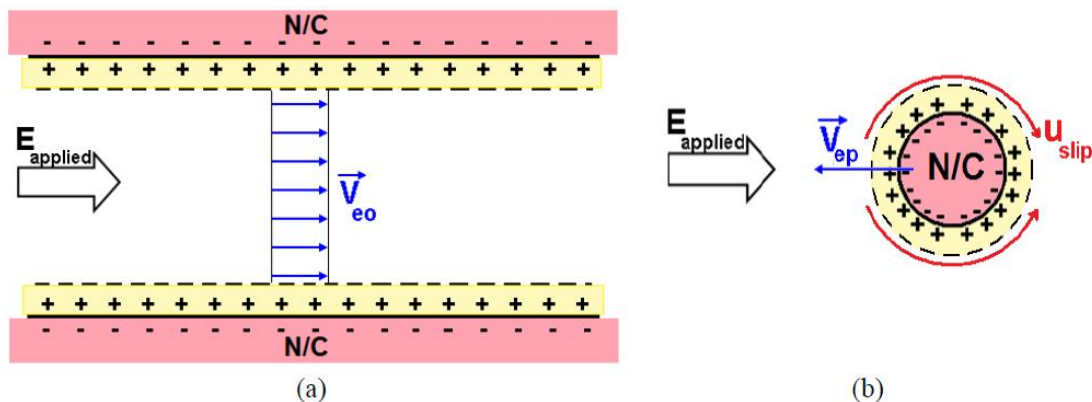 N/C
- - - - - - - - - - - - - - -
+ + + + + + + + + + + + + +
E applied
V eo
+ + + + + + + + + + + + + +
- - - - - - - - - - - - - - -
N/C
(a)
E applied
V ep
N/C
u slip
(b)